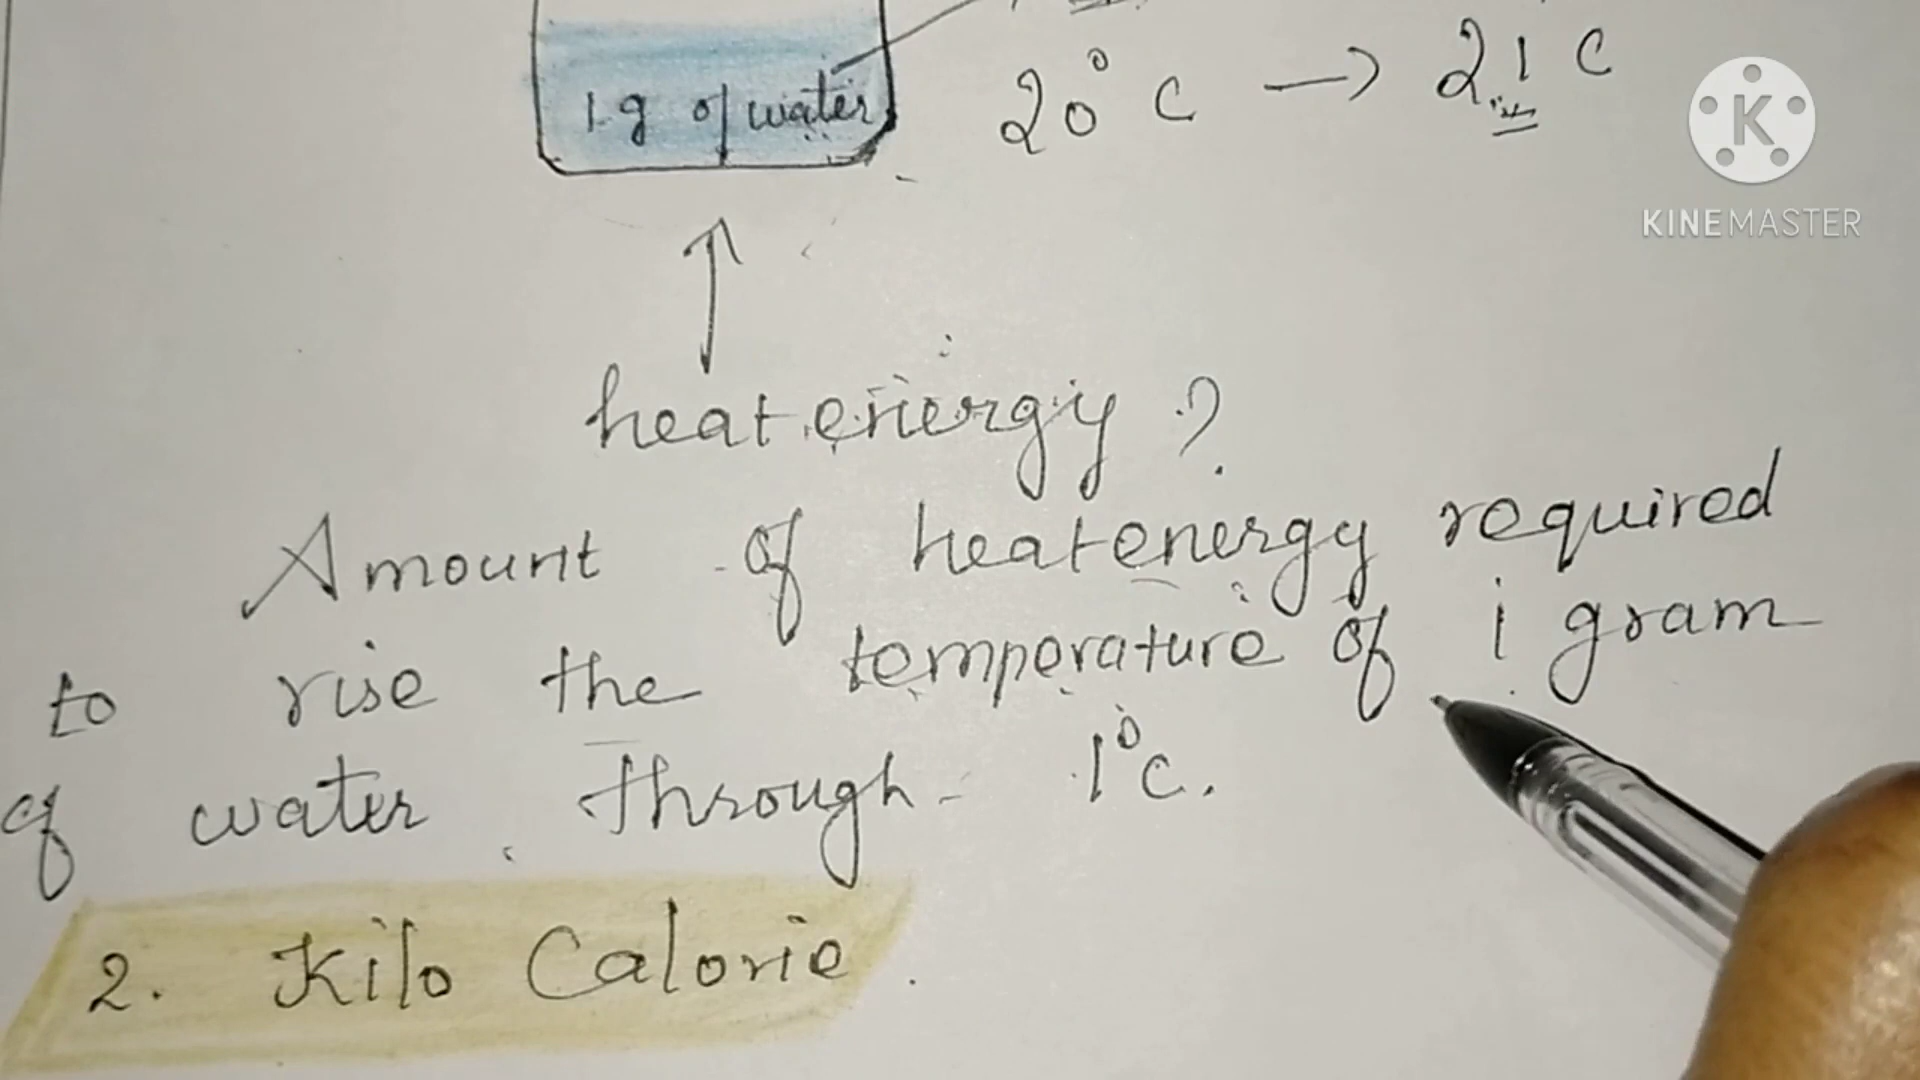 1 g of water
20°C → 21 C
K
KINEMASTER
heat energy ?
Amount of heat energy required
to rise the temperature of 1 gram
of water through 1°C.
2. Kilo Calorie